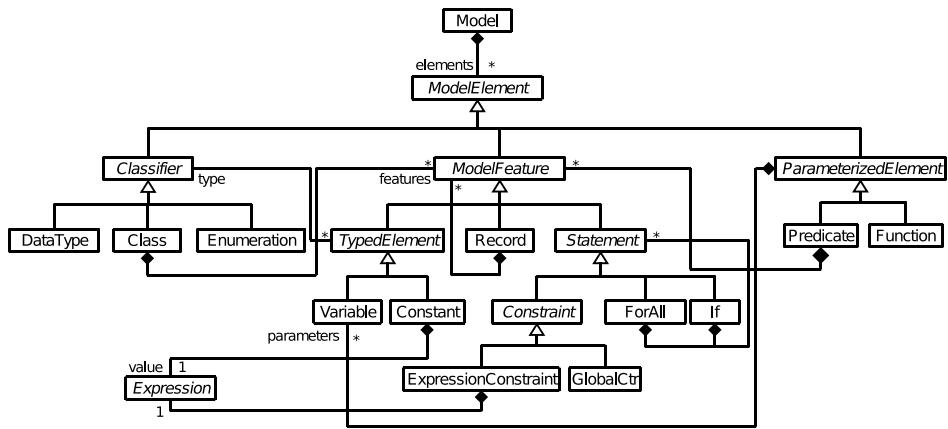 Model
elements *
ModelElement
Classifier
type
* ModelFeature *
features *
ParameterizedElement
DataType
Class
Enumeration
* TypedElement
Record
Statement *
Predicate
Function
Variable
Constant
Constraint
ForAll
If
parameters *
value 1
Expression
1
ExpressionConstraint
GlobalCtr